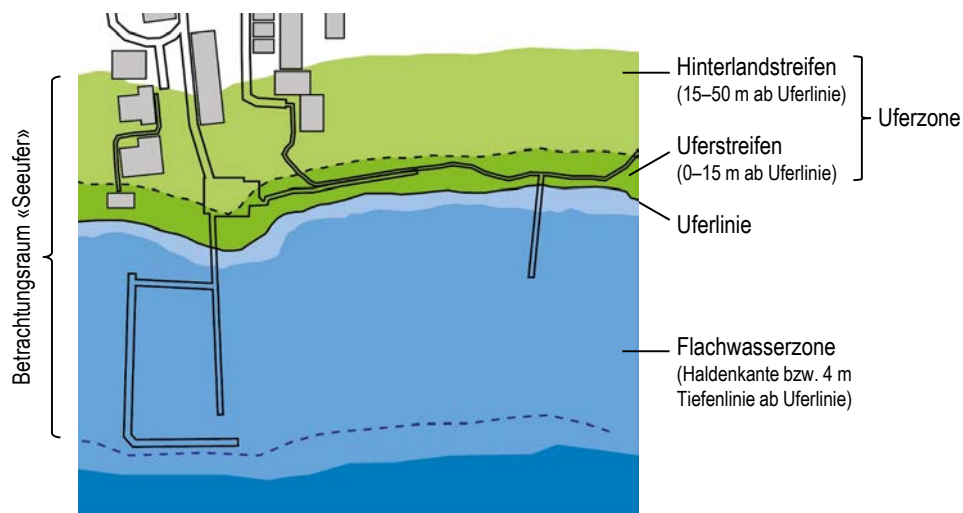 Betrachtungsraum «Seeufer»
Hinterlandstreifen
(15–50 m ab Uferlinie)
Uferzone
Uferstreifen
(0–15 m ab Uferlinie)
Uferlinie
Flachwasserzone
(Haldenkante bzw. 4 m
Tiefenlinie ab Uferlinie)